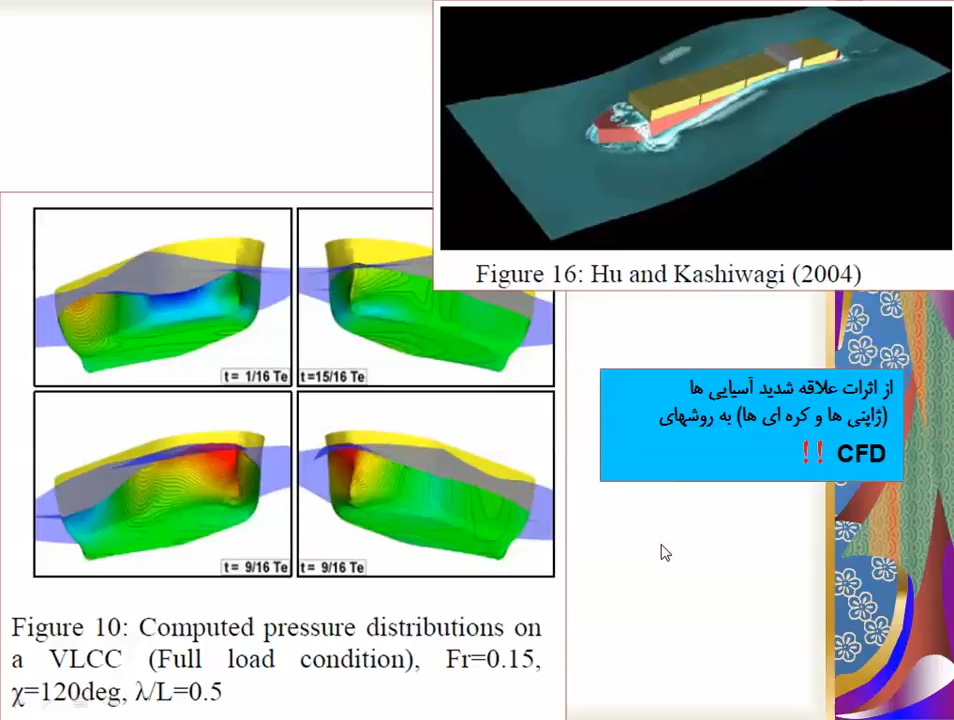 Figure 16: Hu and Kashiwagi (2004)
t= 1/16 Te
t=15/16 Te
از اثرات علاقه شدید آسیایی ها
(ژاپنی ها و کره ای ها) به روشهای
CFD !!
t= 9/16 Te
t= 9/16 Te
Figure 10: Computed pressure distributions on
a VLCC (Full load condition), Fr=0.15,
χ=120deg, λ/L=0.5